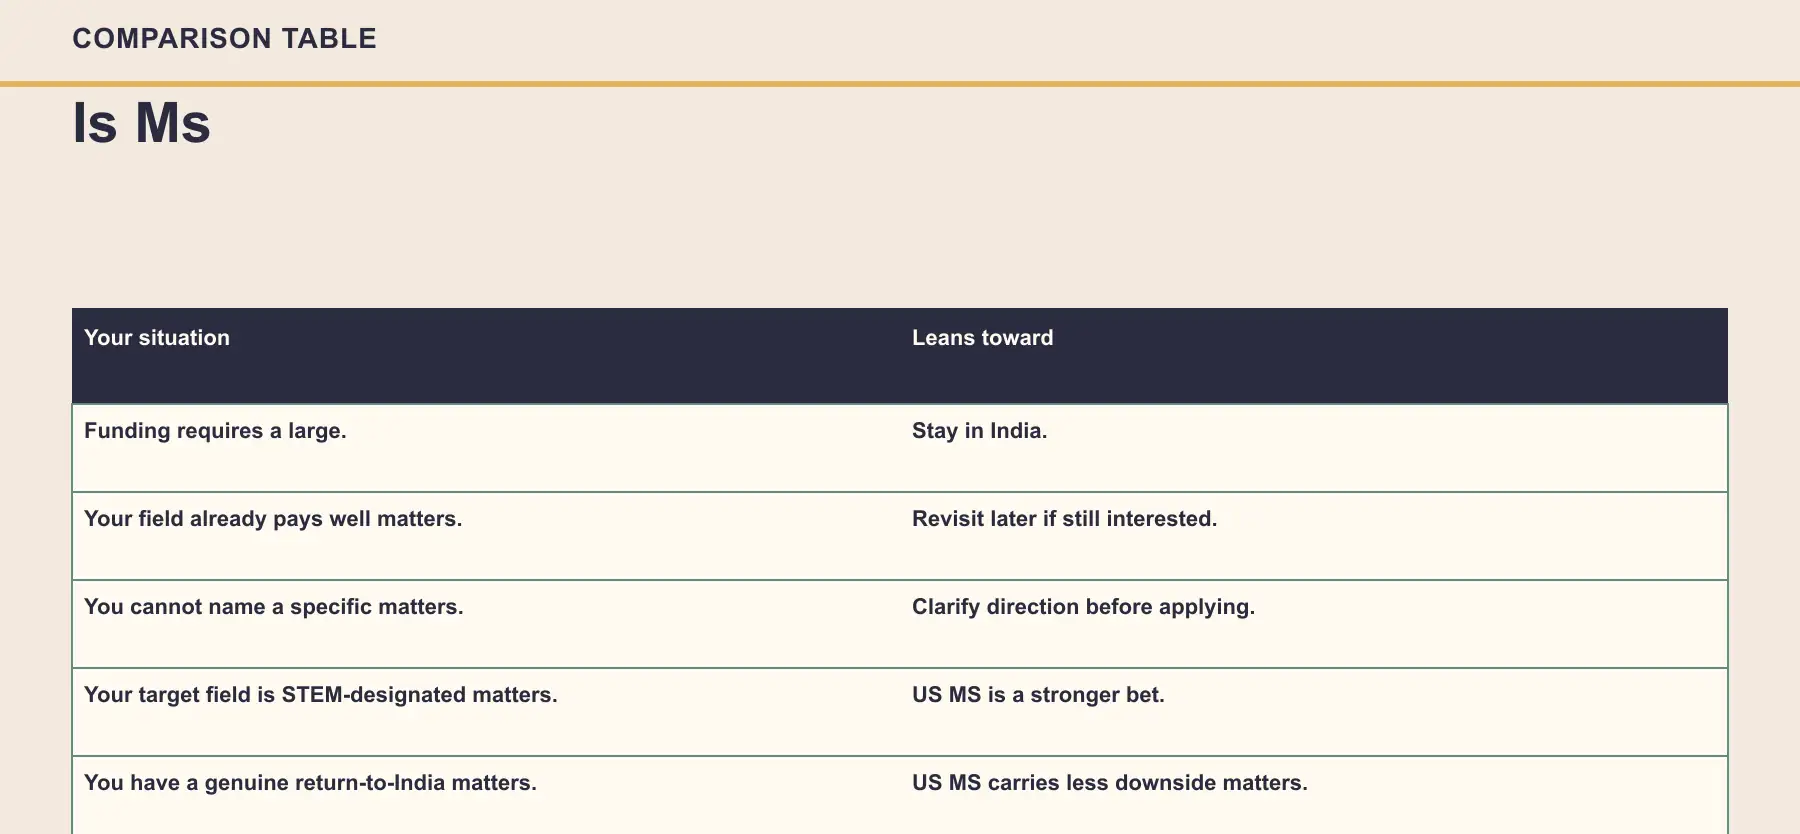 COMPARISON TABLE
Is Ms
Your situation Leans toward
Funding requires a large. Stay in India.
Your field already pays well matters. Revisit later if still interested.
You cannot name a specific matters. Clarify direction before applying.
Your target field is STEM-designated matters. US MS is a stronger bet.
You have a genuine return-to-India matters. US MS carries less downside matters.